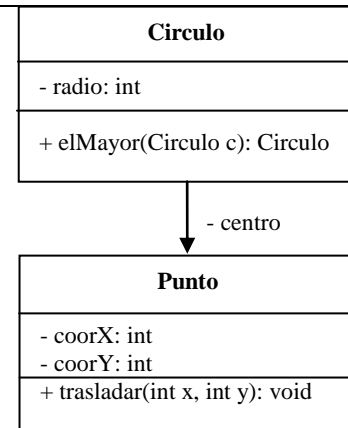 Circulo
- radio: int
+ elMayor(Circulo c): Circulo
- centro
Punto
- coorX: int
- coorY: int
+ trasladar(int x, int y): void